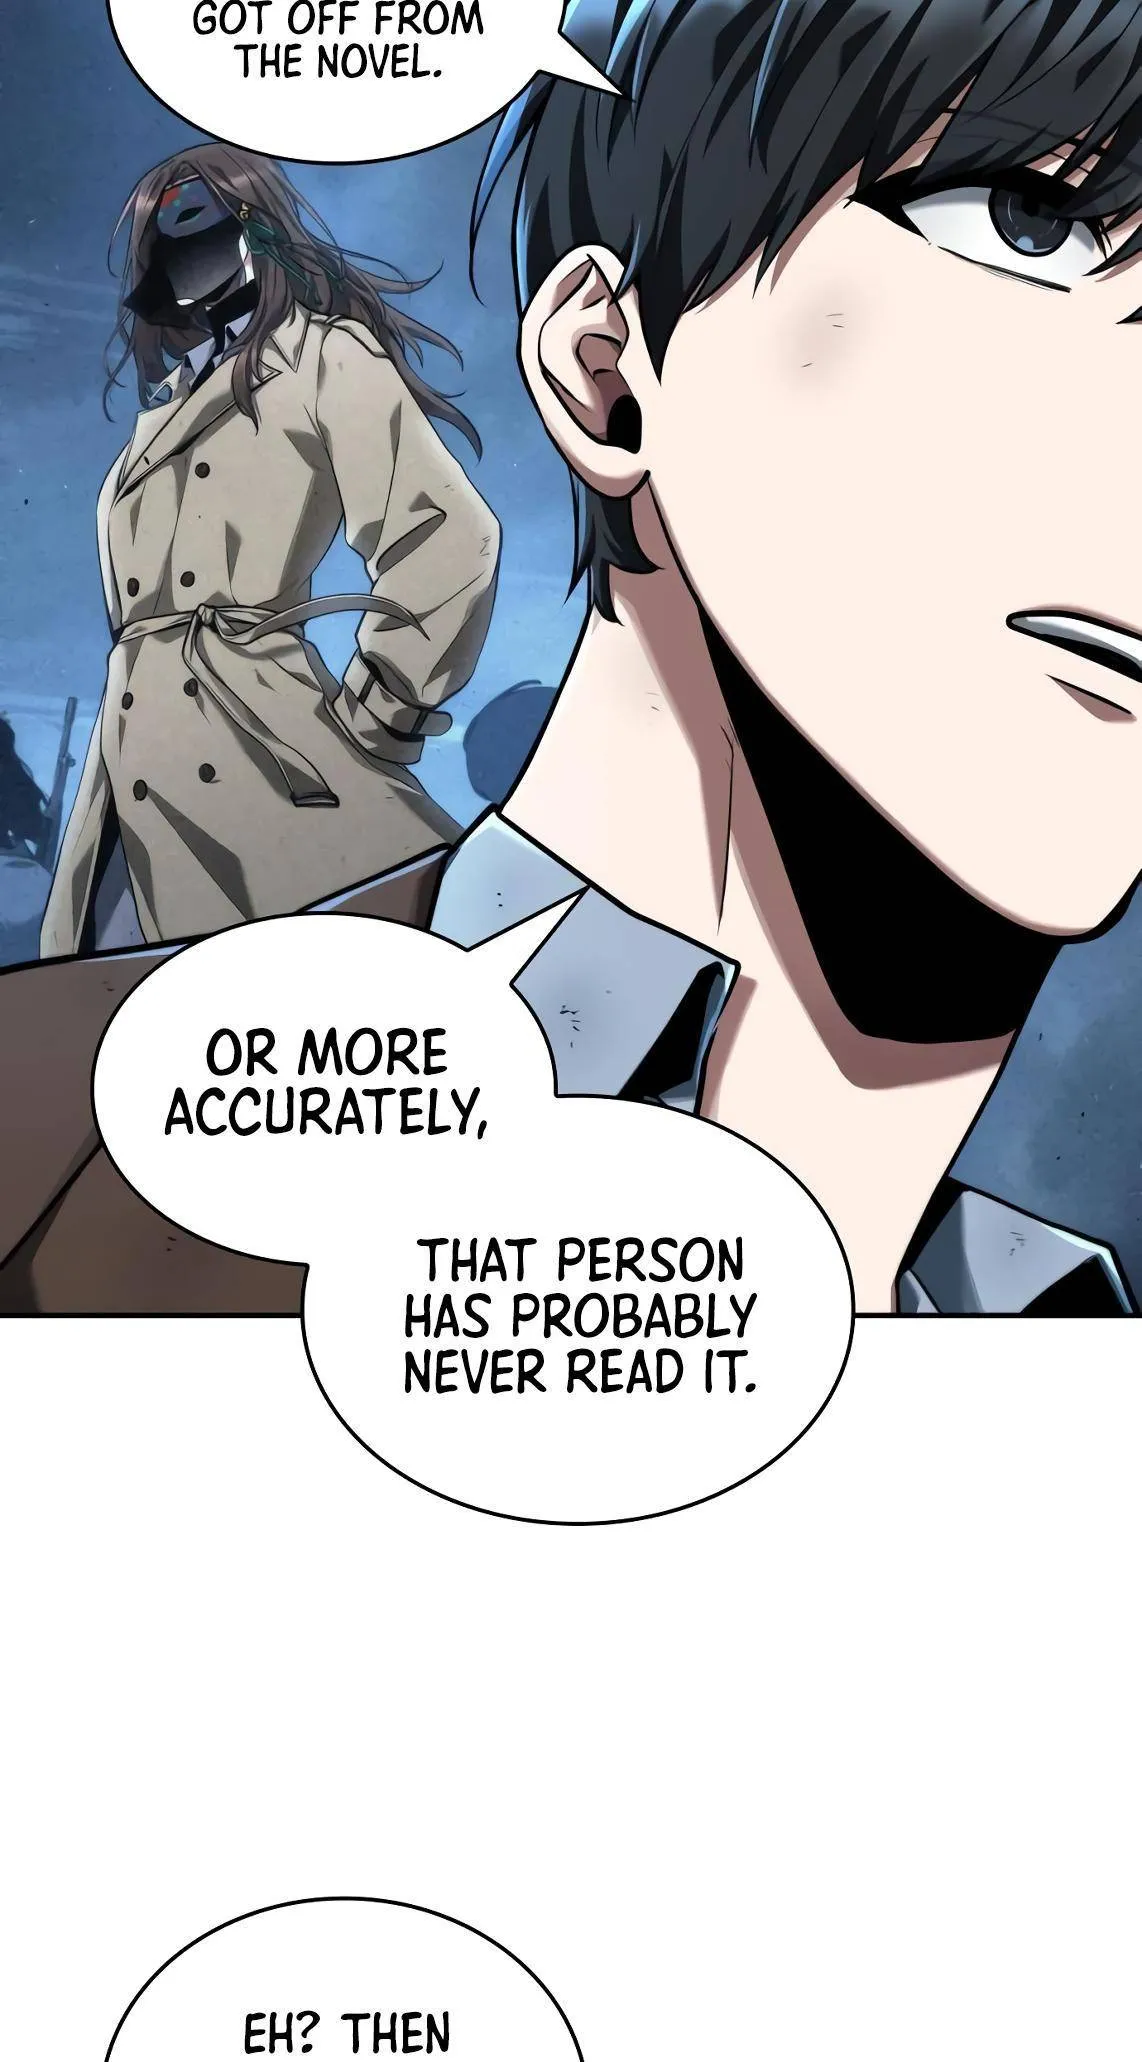 GOT OFF FROM
THE NOVEL.
OR MORE
ACCURATELY,
THAT PERSON
HAS PROBABLY
NEVER READ IT.
EH? THEN